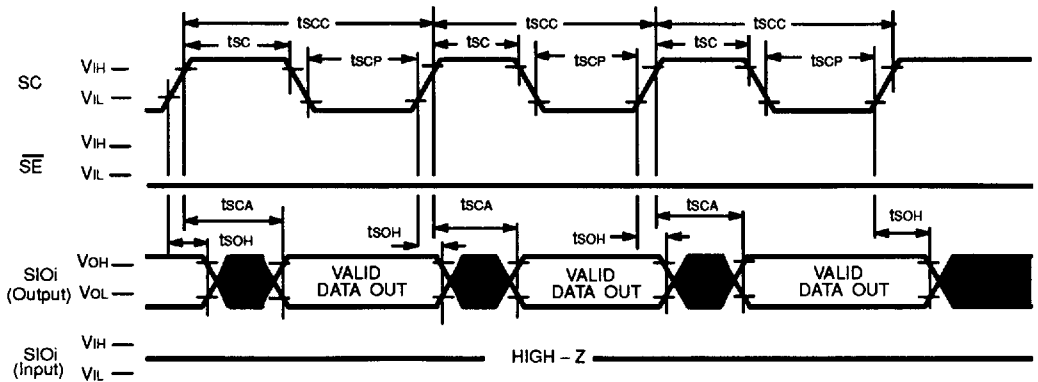 tscc tscc tscc
tsc tsc tsc
tscp tscp tscp
SC VIH
VIL
SE VIH
VIL
tSCA tSCA tSCA
tSOH tSOH tSOH tSOH
SIOi (Output) VOH
VOL
VALID DATA OUT
VALID DATA OUT
VALID DATA OUT
SIOi (Input) VIH
VIL
HIGH – Z